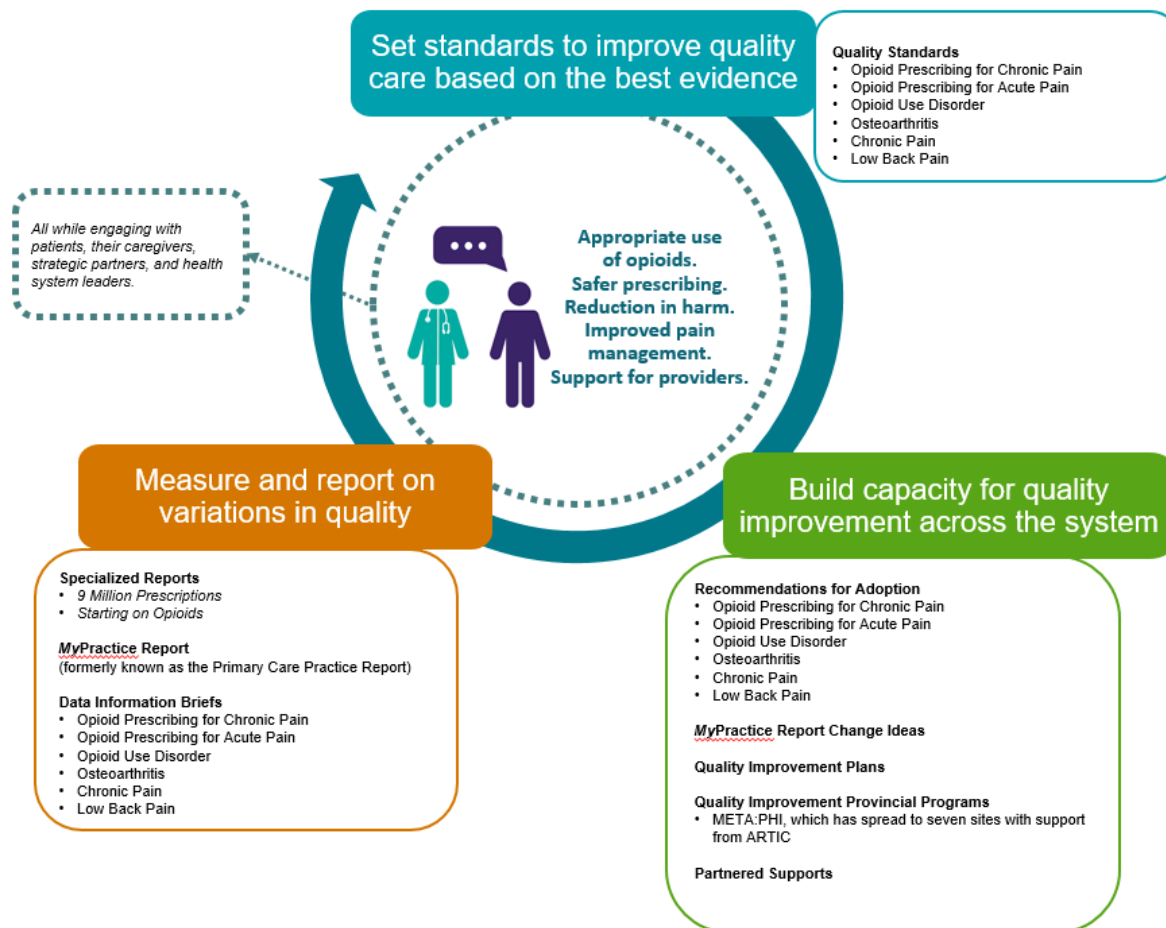 Set standards to improve quality
care based on the best evidence
Quality Standards
• Opioid Prescribing for Chronic Pain
• Opioid Prescribing for Acute Pain
• Opioid Use Disorder
• Osteoarthritis
• Chronic Pain
• Low Back Pain
All while engaging with
patients, their caregivers,
strategic partners, and health
system leaders.
Appropriate use
of opioids.
Safer prescribing.
Reduction in harm.
Improved pain
management.
Support for providers.
Measure and report on
variations in quality
Specialized Reports
• 9 Million Prescriptions
• Starting on Opioids
MyPractice Report
(formerly known as the Primary Care Practice Report)
Data Information Briefs
• Opioid Prescribing for Chronic Pain
• Opioid Prescribing for Acute Pain
• Opioid Use Disorder
• Osteoarthritis
• Chronic Pain
• Low Back Pain
Build capacity for quality
improvement across the system
Recommendations for Adoption
• Opioid Prescribing for Chronic Pain
• Opioid Prescribing for Acute Pain
• Opioid Use Disorder
• Osteoarthritis
• Chronic Pain
• Low Back Pain
MyPractice Report Change Ideas
Quality Improvement Plans
Quality Improvement Provincial Programs
• META:PHI, which has spread to seven sites with support
from ARTIC
Partnered Supports